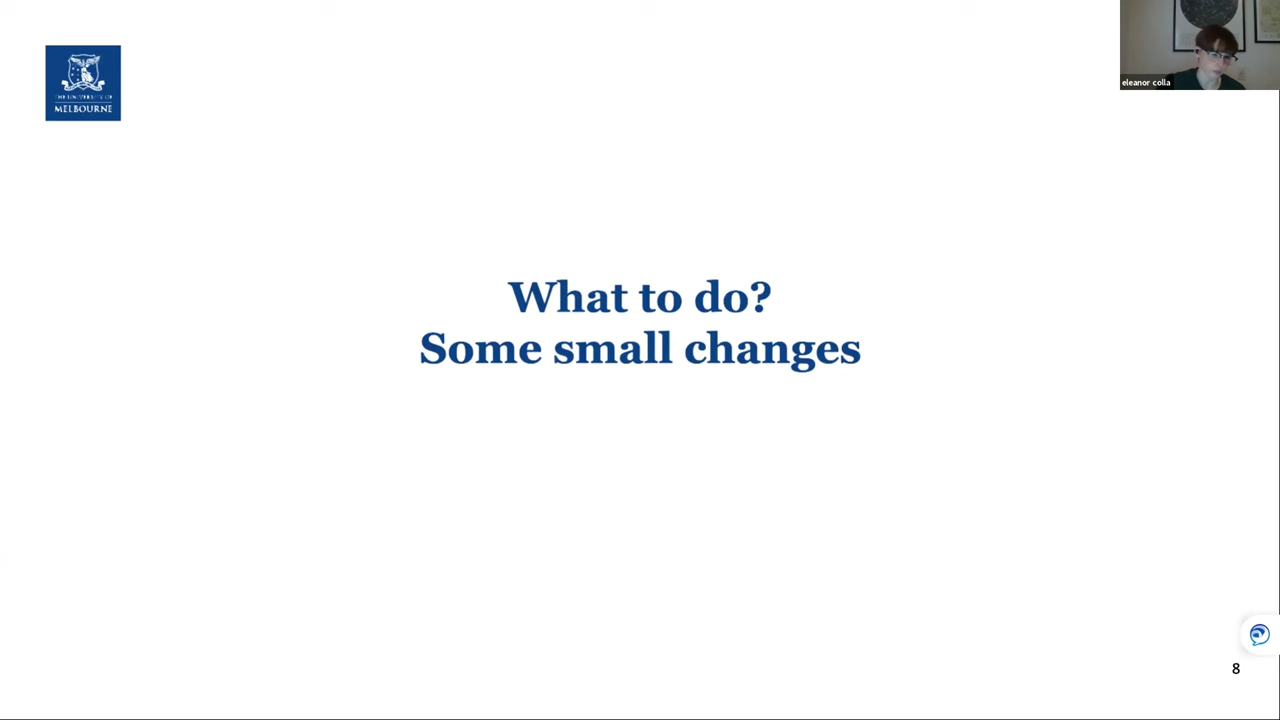 THE UNIVERSITY OF
MELBOURNE
eleanor colla
What to do?
Some small changes
8